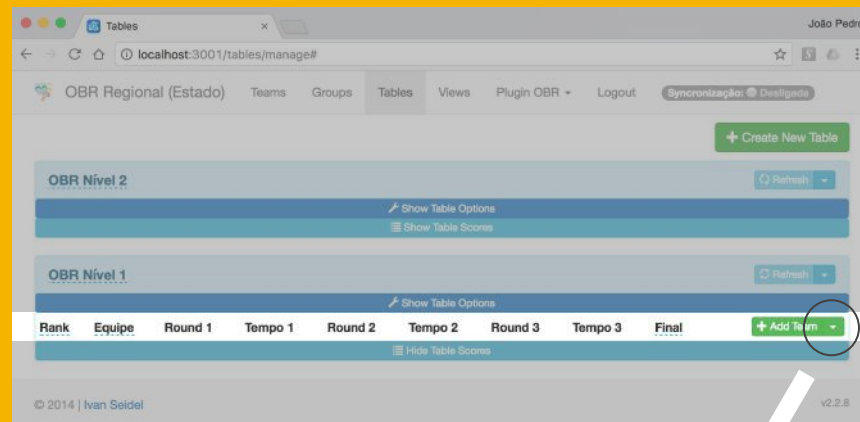 Tables
João Pedro
localhost:3001/tables/manage#
OBR Regional (Estado) Teams Groups Tables Views Plugin OBR Logout Syncronização: Desligada
Create New Table
OBR Nível 2 Refresh
Show Table Options
Show Table Scores
OBR Nível 1 Refresh
Show Table Options
Rank Equipe Round 1 Tempo 1 Round 2 Tempo 2 Round 3 Tempo 3 Final Add Team
Hide Table Scores
© 2014 | Ivan Seidel v2.2.8